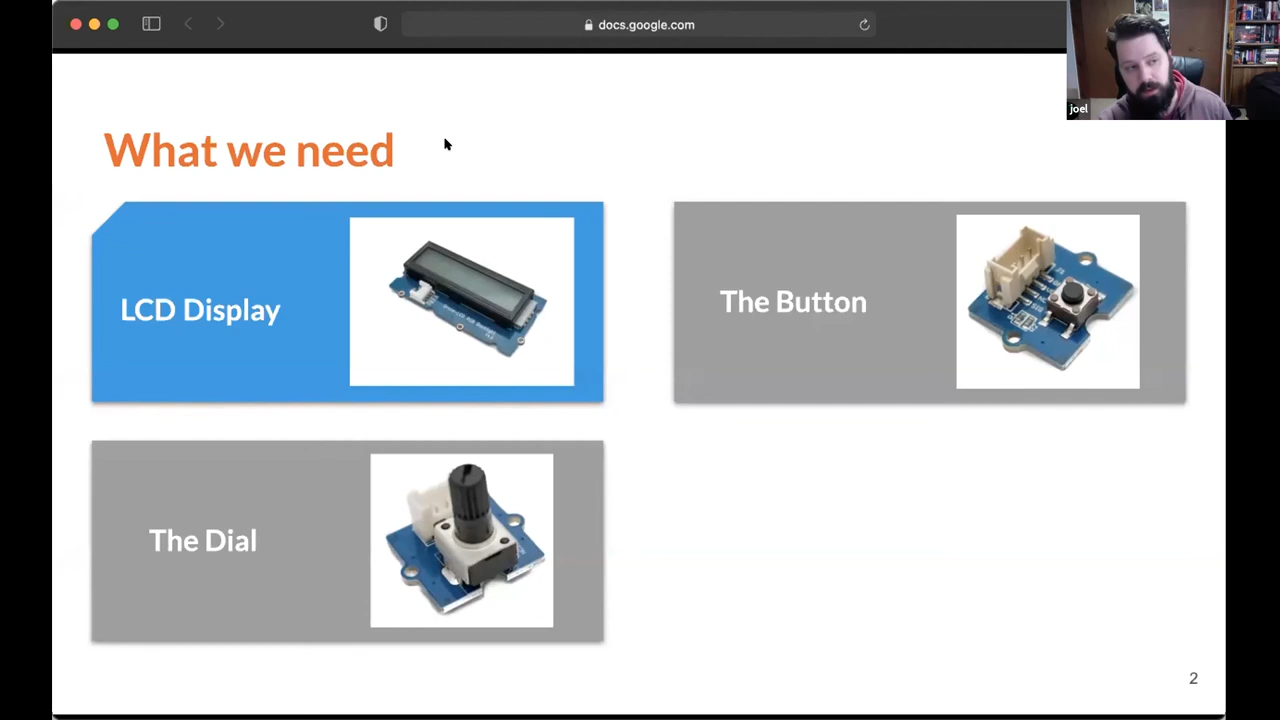 docs.google.com
joel
What we need
LCD Display
The Button
The Dial
2